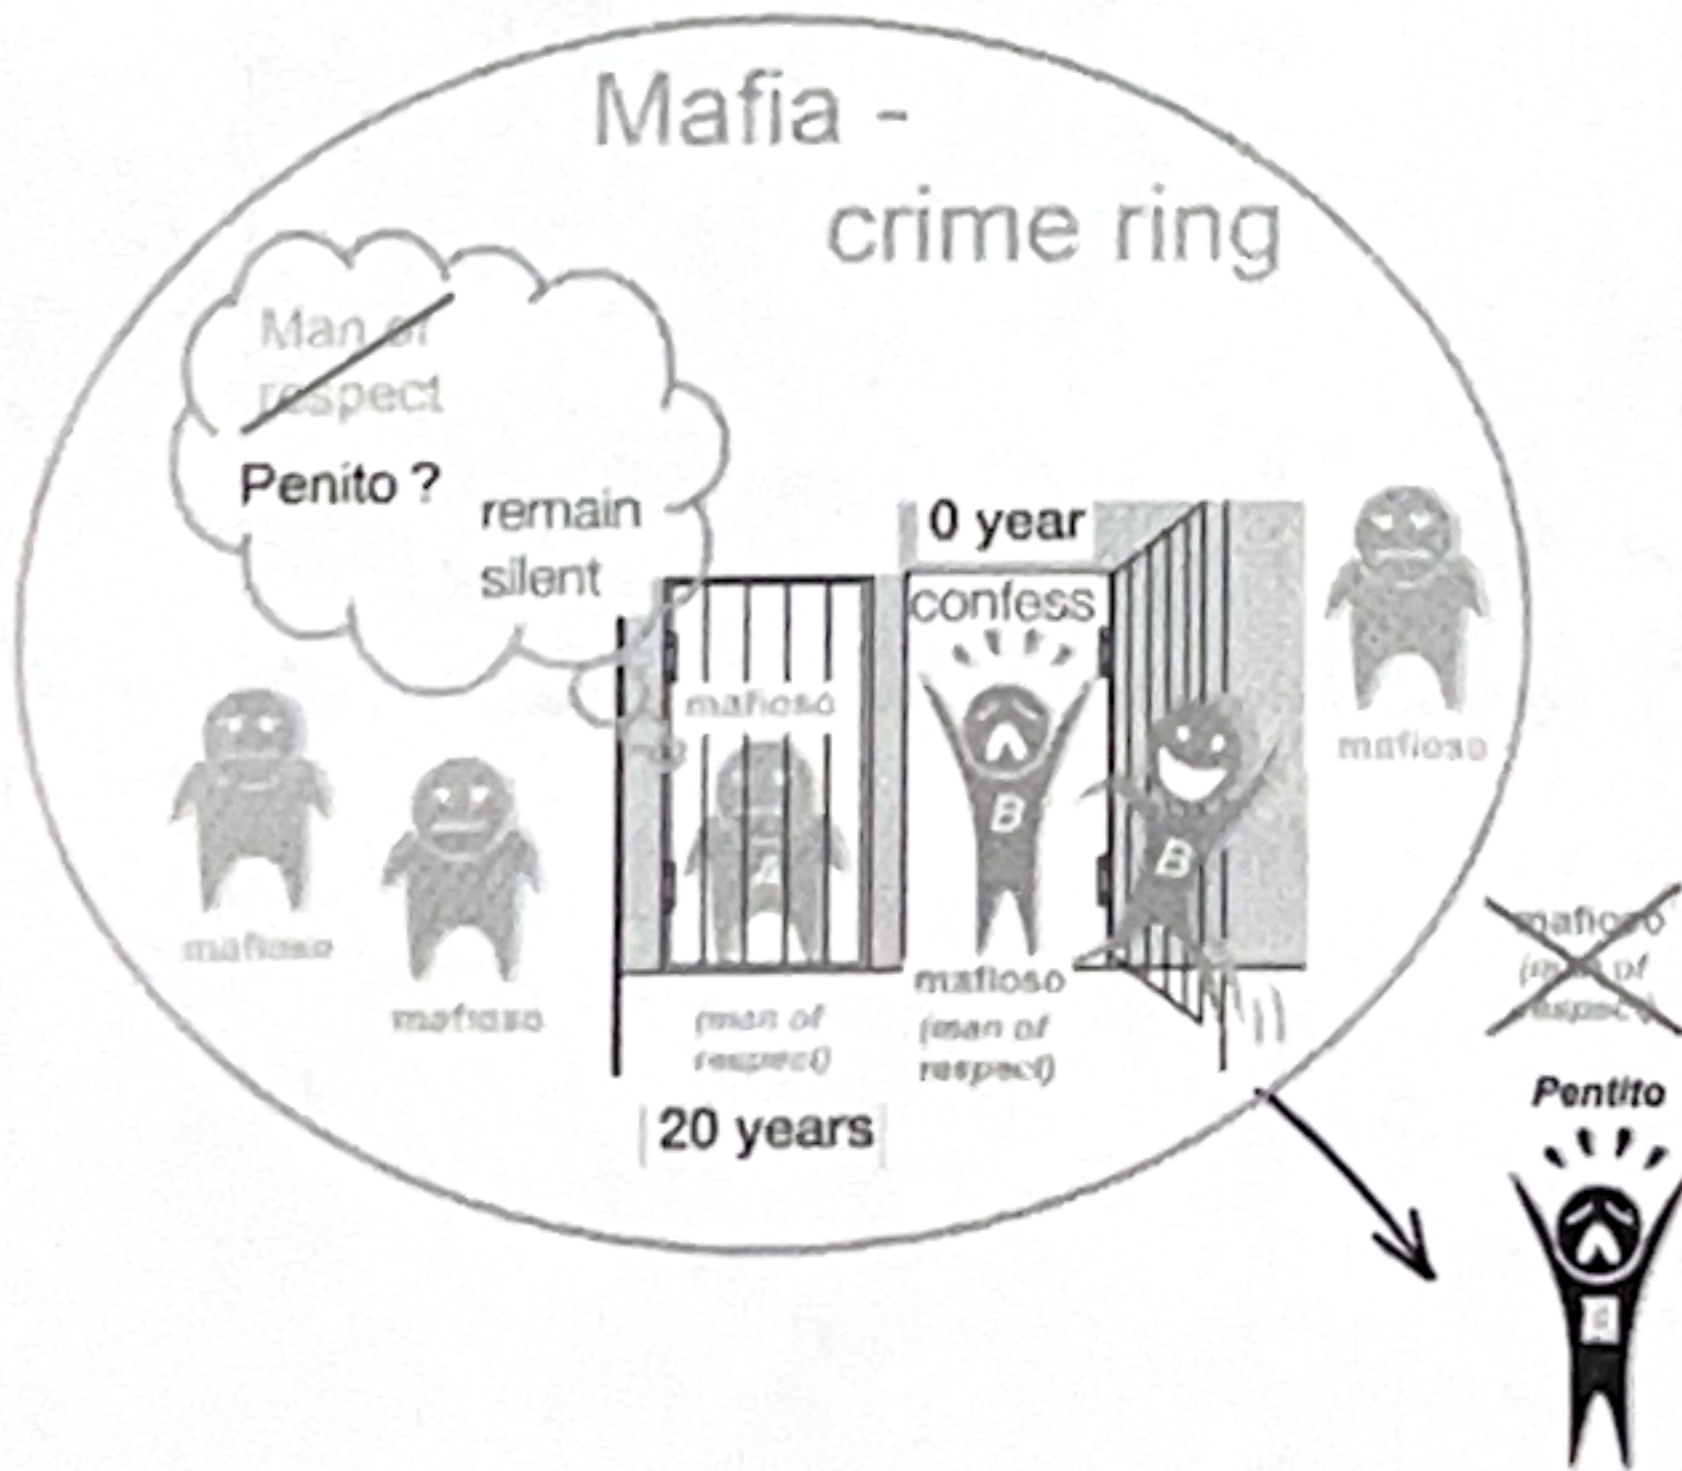 Mafia -
crime ring
Man of
respect
Penito ?
remain
silent
0 year
confess
mafioso
B
B
mafioso
mafioso
mafioso
mafioso
(man of
respect)
mafioso
(man of
respect)
20 years
mafioso
(man of
respect)
Pentito